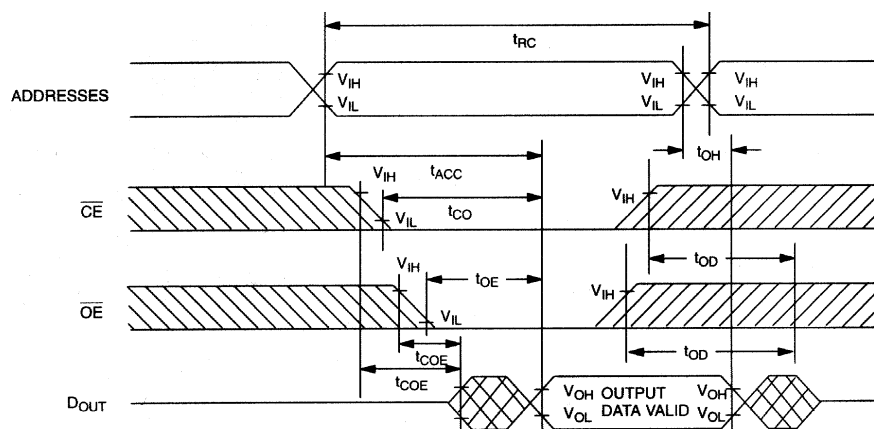 tRC
ADDRESSES
VIH VIH VIH
VIL VIL VIL
tOH
tACC
VIH VIH
CE
tCO
VIL
tOD
VIH tOE VIH
OE
VIL
tCOE tOD
tCOE
DOUT
VOH OUTPUT VOH
VOL DATA VALID VOL